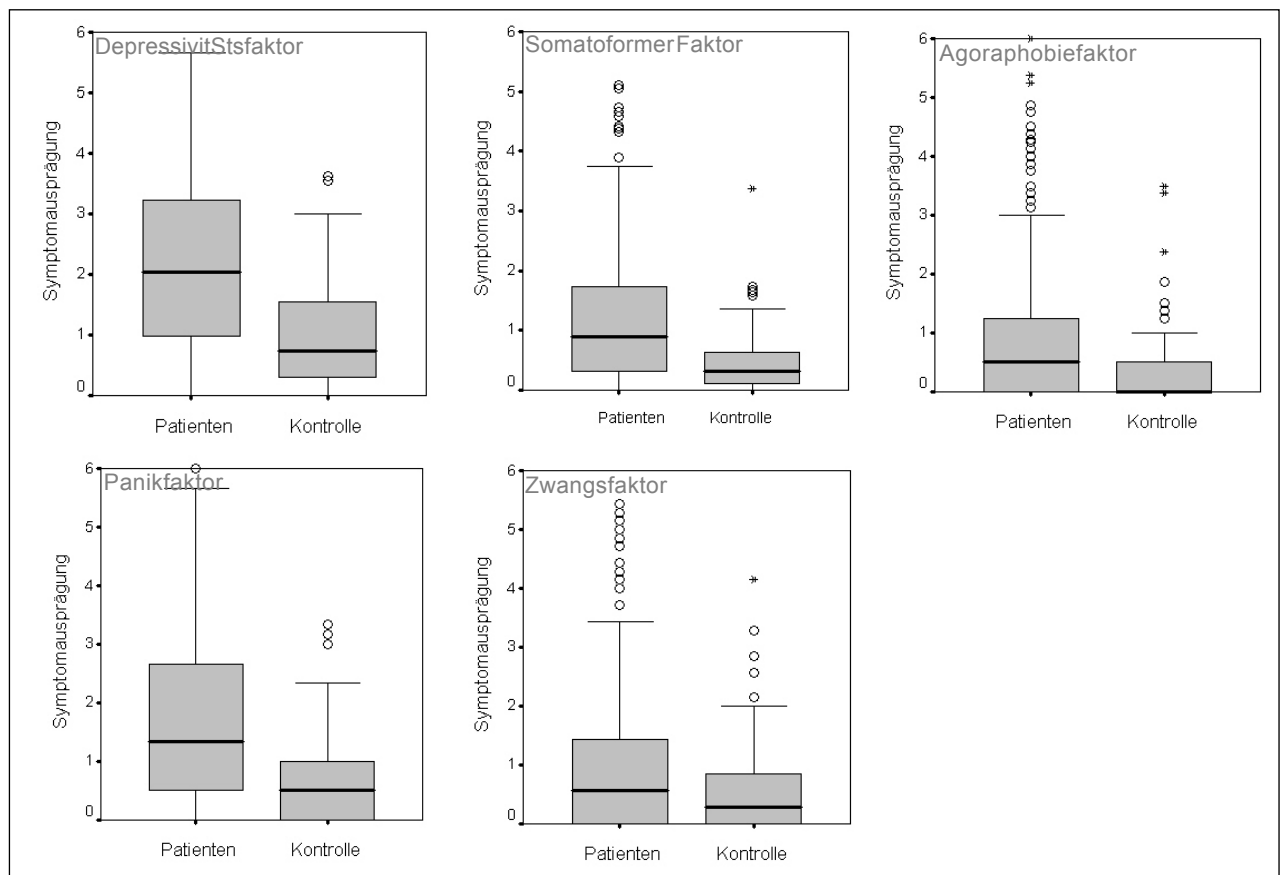 DepressivitStsfaktor
6
5
4
3
2
1
0
Symptomausprägung
Patienten Kontrolle
SomatoformerFaktor
6
5
4
3
2
1
0
Symptomausprägung
Patienten Kontrolle
Agoraphobiefaktor
6
5
4
3
2
1
0
Symptomausprägung
Patienten Kontrolle
Panikfaktor
6
5
4
3
2
1
0
Symptomausprägung
Patienten Kontrolle
Zwangsfaktor
6
5
4
3
2
1
0
Symptomausprägung
Patienten Kontrolle